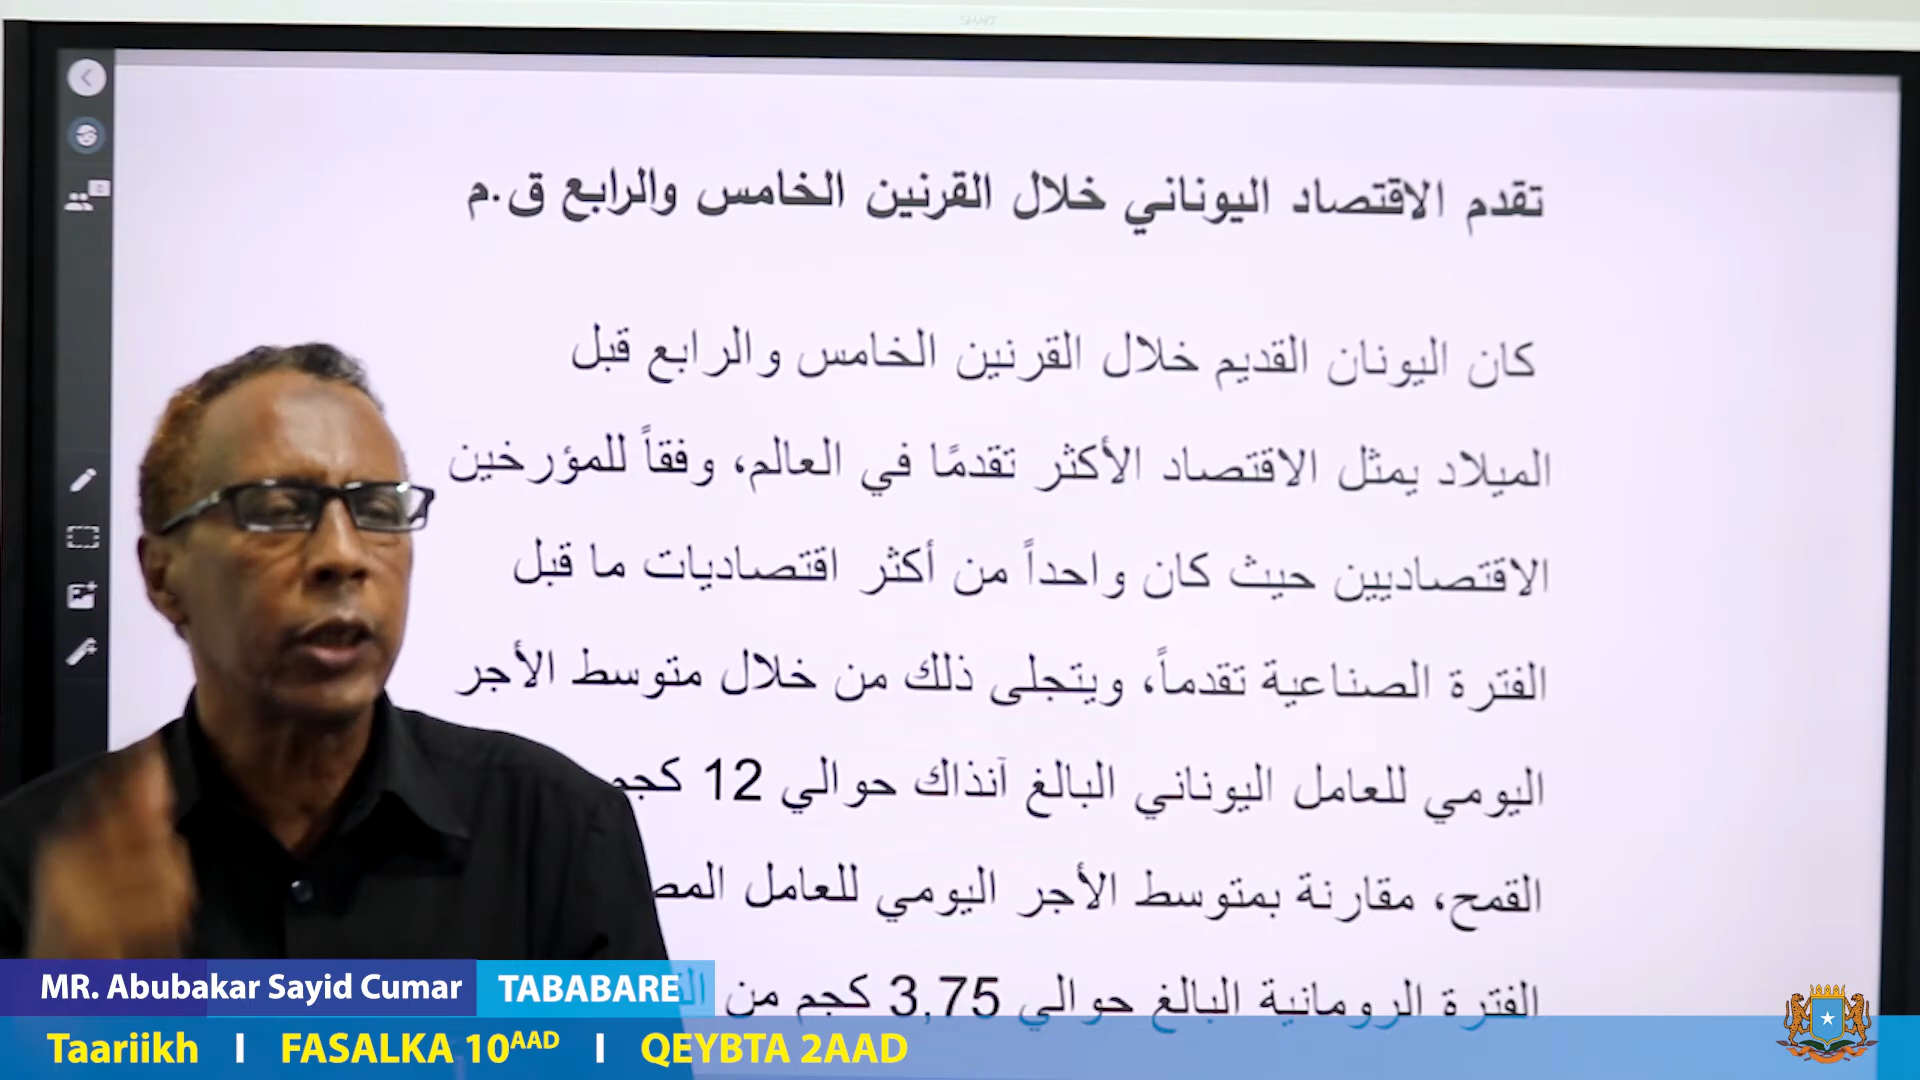 SMART
تقدم الاقتصاد اليوناني خلال القرنين الخامس والرابع ق.م
كان اليونان القديم خلال القرنين الخامس والرابع قبل
الميلاد يمثل الاقتصاد الأكثر تقدمًا في العالم، وفقاً للمؤرخين
الاقتصاديين حيث كان واحداً من أكثر اقتصاديات ما قبل
الفترة الصناعية تقدماً، ويتجلى ذلك من خلال متوسط الأجر
اليومي للعامل اليوناني البالغ آنذاك حوالي 12 كجم
القمح، مقارنة بمتوسط الأجر اليومي للعامل
الفترة الرومانية البالغ حوالي 3,75 كجم من
MR. Abubakar Sayid Cumar TABABARE
Taariikh I FASALKA 10AAD I QEYBTA 2AAD